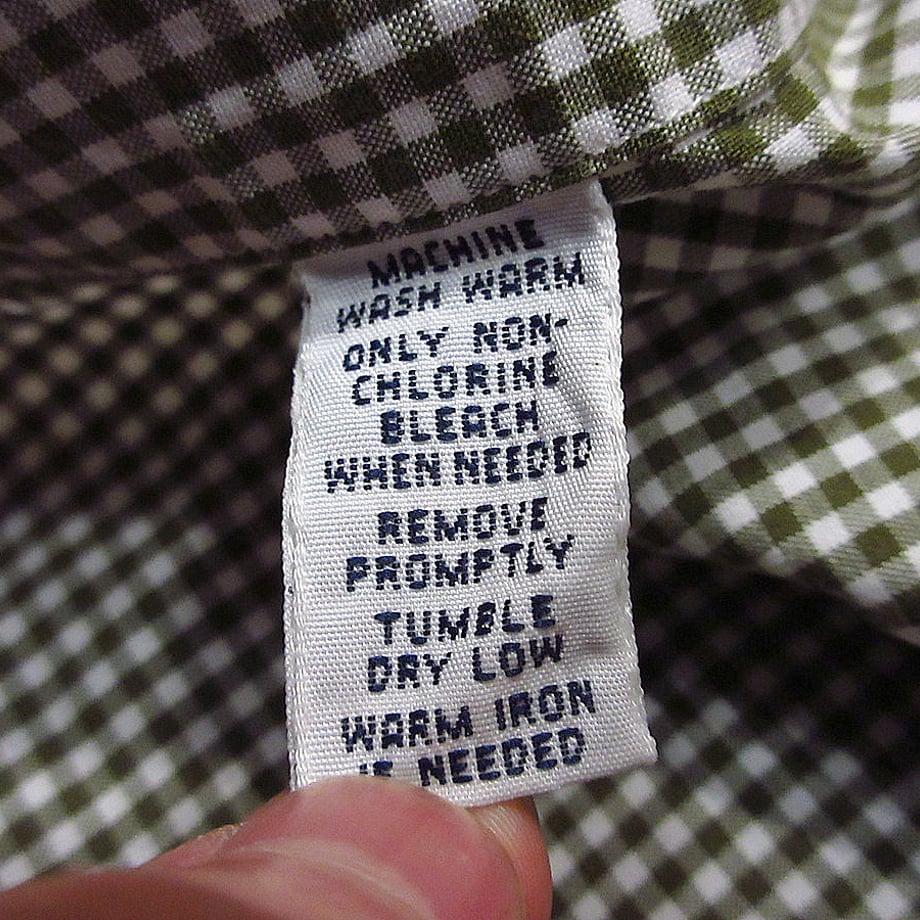 MACHINE
WASH WARM
ONLY NON-
CHLORINE
BLEACH
WHEN NEEDED
REMOVE
PROMPTLY
TUMBLE
DRY LOW
WARM IRON
IF NEEDED